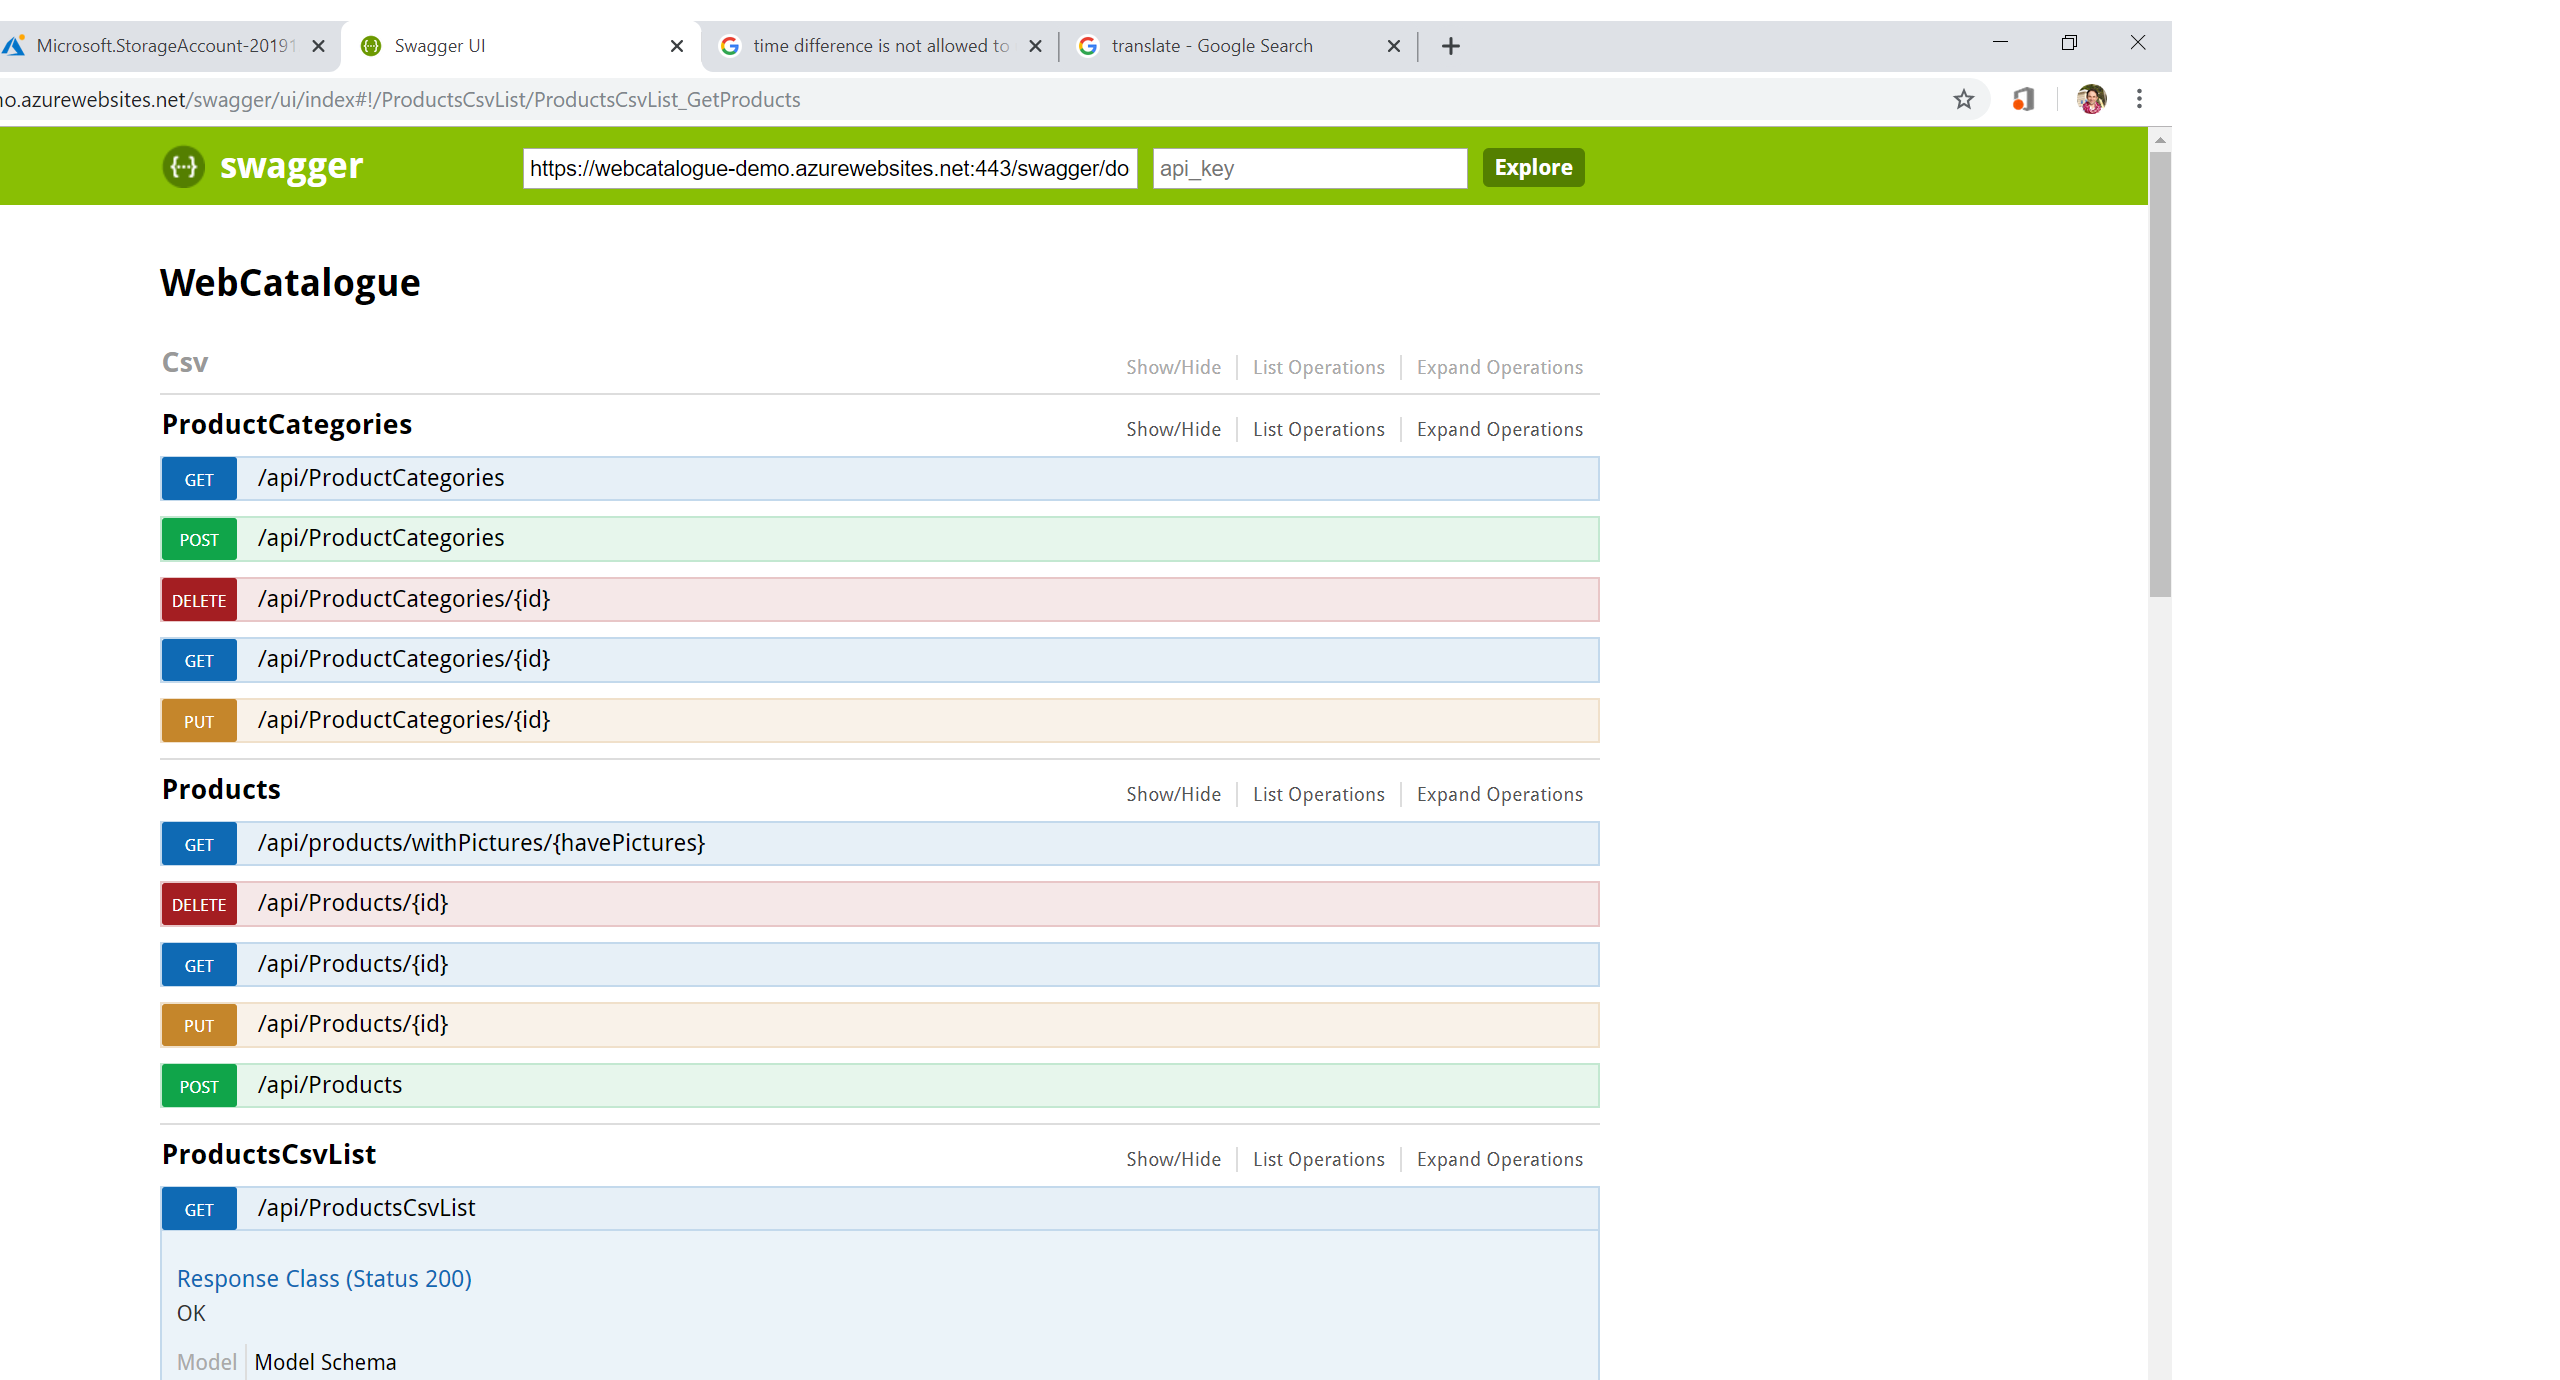 Microsoft.StorageAccount-20191
Swagger UI
time difference is not allowed to
translate - Google Search
no.azurewebsites.net/swagger/ui/index#!/ProductsCsvList/ProductsCsvList_GetProducts
swagger
https://webcatalogue-demo.azurewebsites.net:443/swagger/do
api_key
Explore
WebCatalogue
Csv
Show/Hide List Operations Expand Operations
ProductCategories
Show/Hide List Operations Expand Operations
GET /api/ProductCategories
POST /api/ProductCategories
DELETE /api/ProductCategories/{id}
GET /api/ProductCategories/{id}
PUT /api/ProductCategories/{id}
Products
Show/Hide List Operations Expand Operations
GET /api/products/withPictures/{havePictures}
DELETE /api/Products/{id}
GET /api/Products/{id}
PUT /api/Products/{id}
POST /api/Products
ProductsCsvList
Show/Hide List Operations Expand Operations
GET /api/ProductsCsvList
Response Class (Status 200)
OK
Model Model Schema